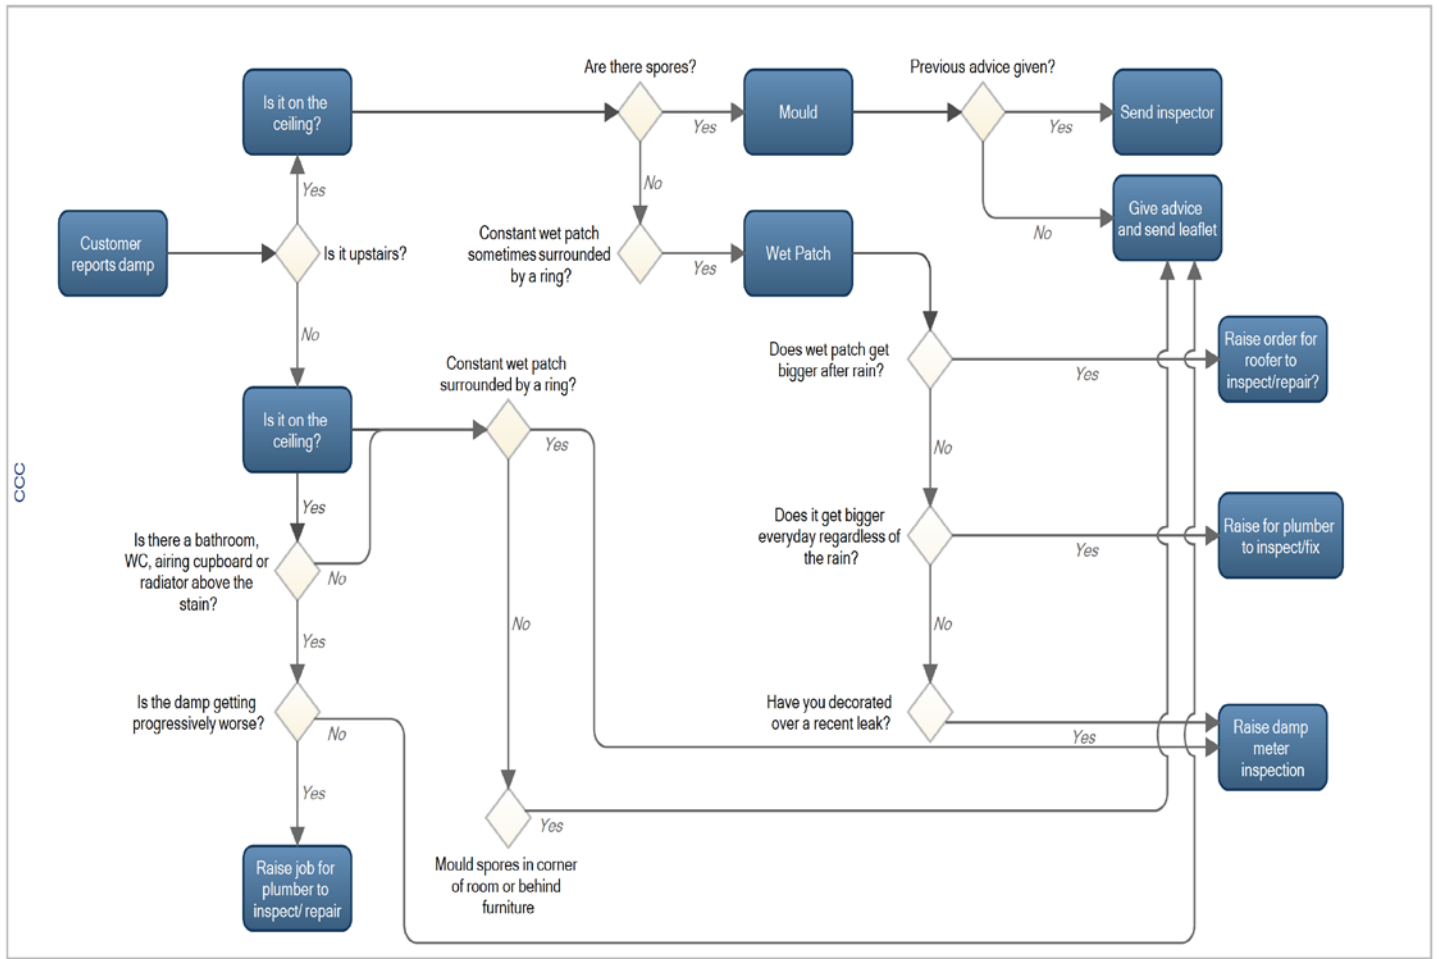 Are there spores?
Previous advice given?
Is it on the
ceiling?
Mould
Send inspector
Yes
Yes
Yes
No
Give advice
and send leaflet
No
Customer
reports damp
Is it upstairs?
Constant wet patch
sometimes surrounded
by a ring?
Yes
Wet Patch
No
Constant wet patch
surrounded by a ring?
Does wet patch get
bigger after rain?
Yes
Raise order for
roofer to
inspect/repair?
Is it on the
ceiling?
Yes
No
CCC
Yes
Is there a bathroom,
WC, airing cupboard or
radiator above the
stain?
No
Does it get bigger
everyday regardless of
the rain?
Yes
Raise for plumber
to inspect/fix
Yes
No
No
Is the damp getting
progressively worse?
No
Have you decorated
over a recent leak?
Yes
Raise damp
meter
inspection
Yes
Yes
Raise job for
plumber to
inspect/ repair
Mould spores in corner
of room or behind
furniture